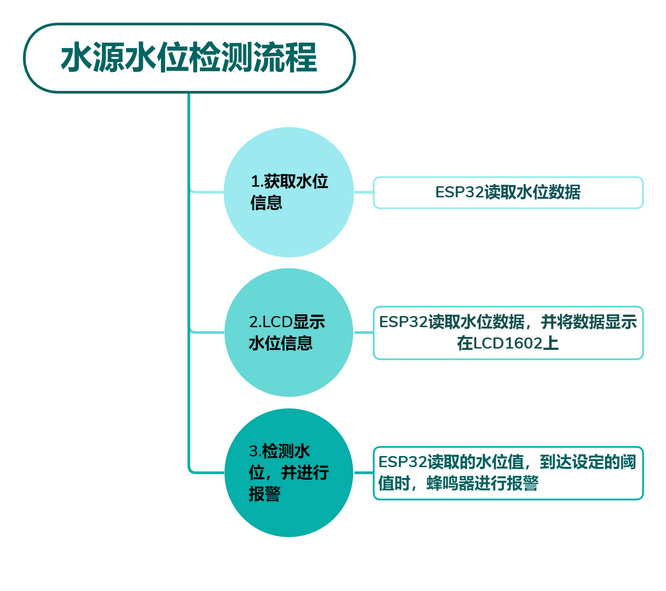 水源水位检测流程
1.获取水位
信息
ESP32读取水位数据
2.LCD显示
水位信息
ESP32读取水位数据，并将数据显示
在LCD1602上
3.检测水
位，并进行
报警
ESP32读取的水位值，到达设定的阈
值时，蜂鸣器进行报警